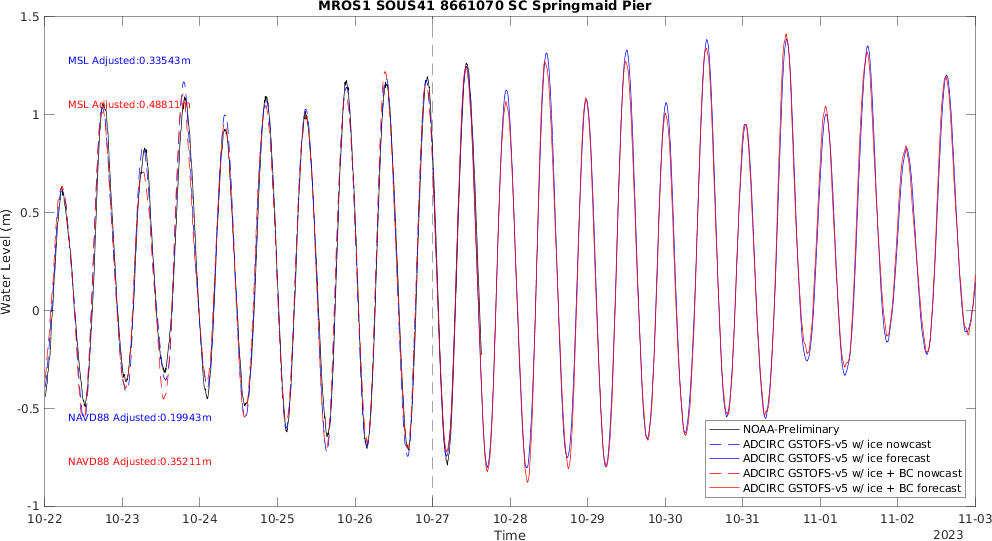 MROS1 SOUS41 8661070 SC Springmaid Pier
1.5
1
0.5
0
-0.5
-1
Water Level (m)
MSL Adjusted:0.33543m
MSL Adjusted:0.48811m
NAVD88 Adjusted:0.19943m
NAVD88 Adjusted:0.35211m
NOAA-Preliminary
ADCIRC GSTOFS-v5 w/ ice nowcast
ADCIRC GSTOFS-v5 w/ ice forecast
ADCIRC GSTOFS-v5 w/ ice + BC nowcast
ADCIRC GSTOFS-v5 w/ ice + BC forecast
10-22 10-23 10-24 10-25 10-26 10-27 10-28 10-29 10-30 10-31 11-01 11-02 11-03
Time
2023